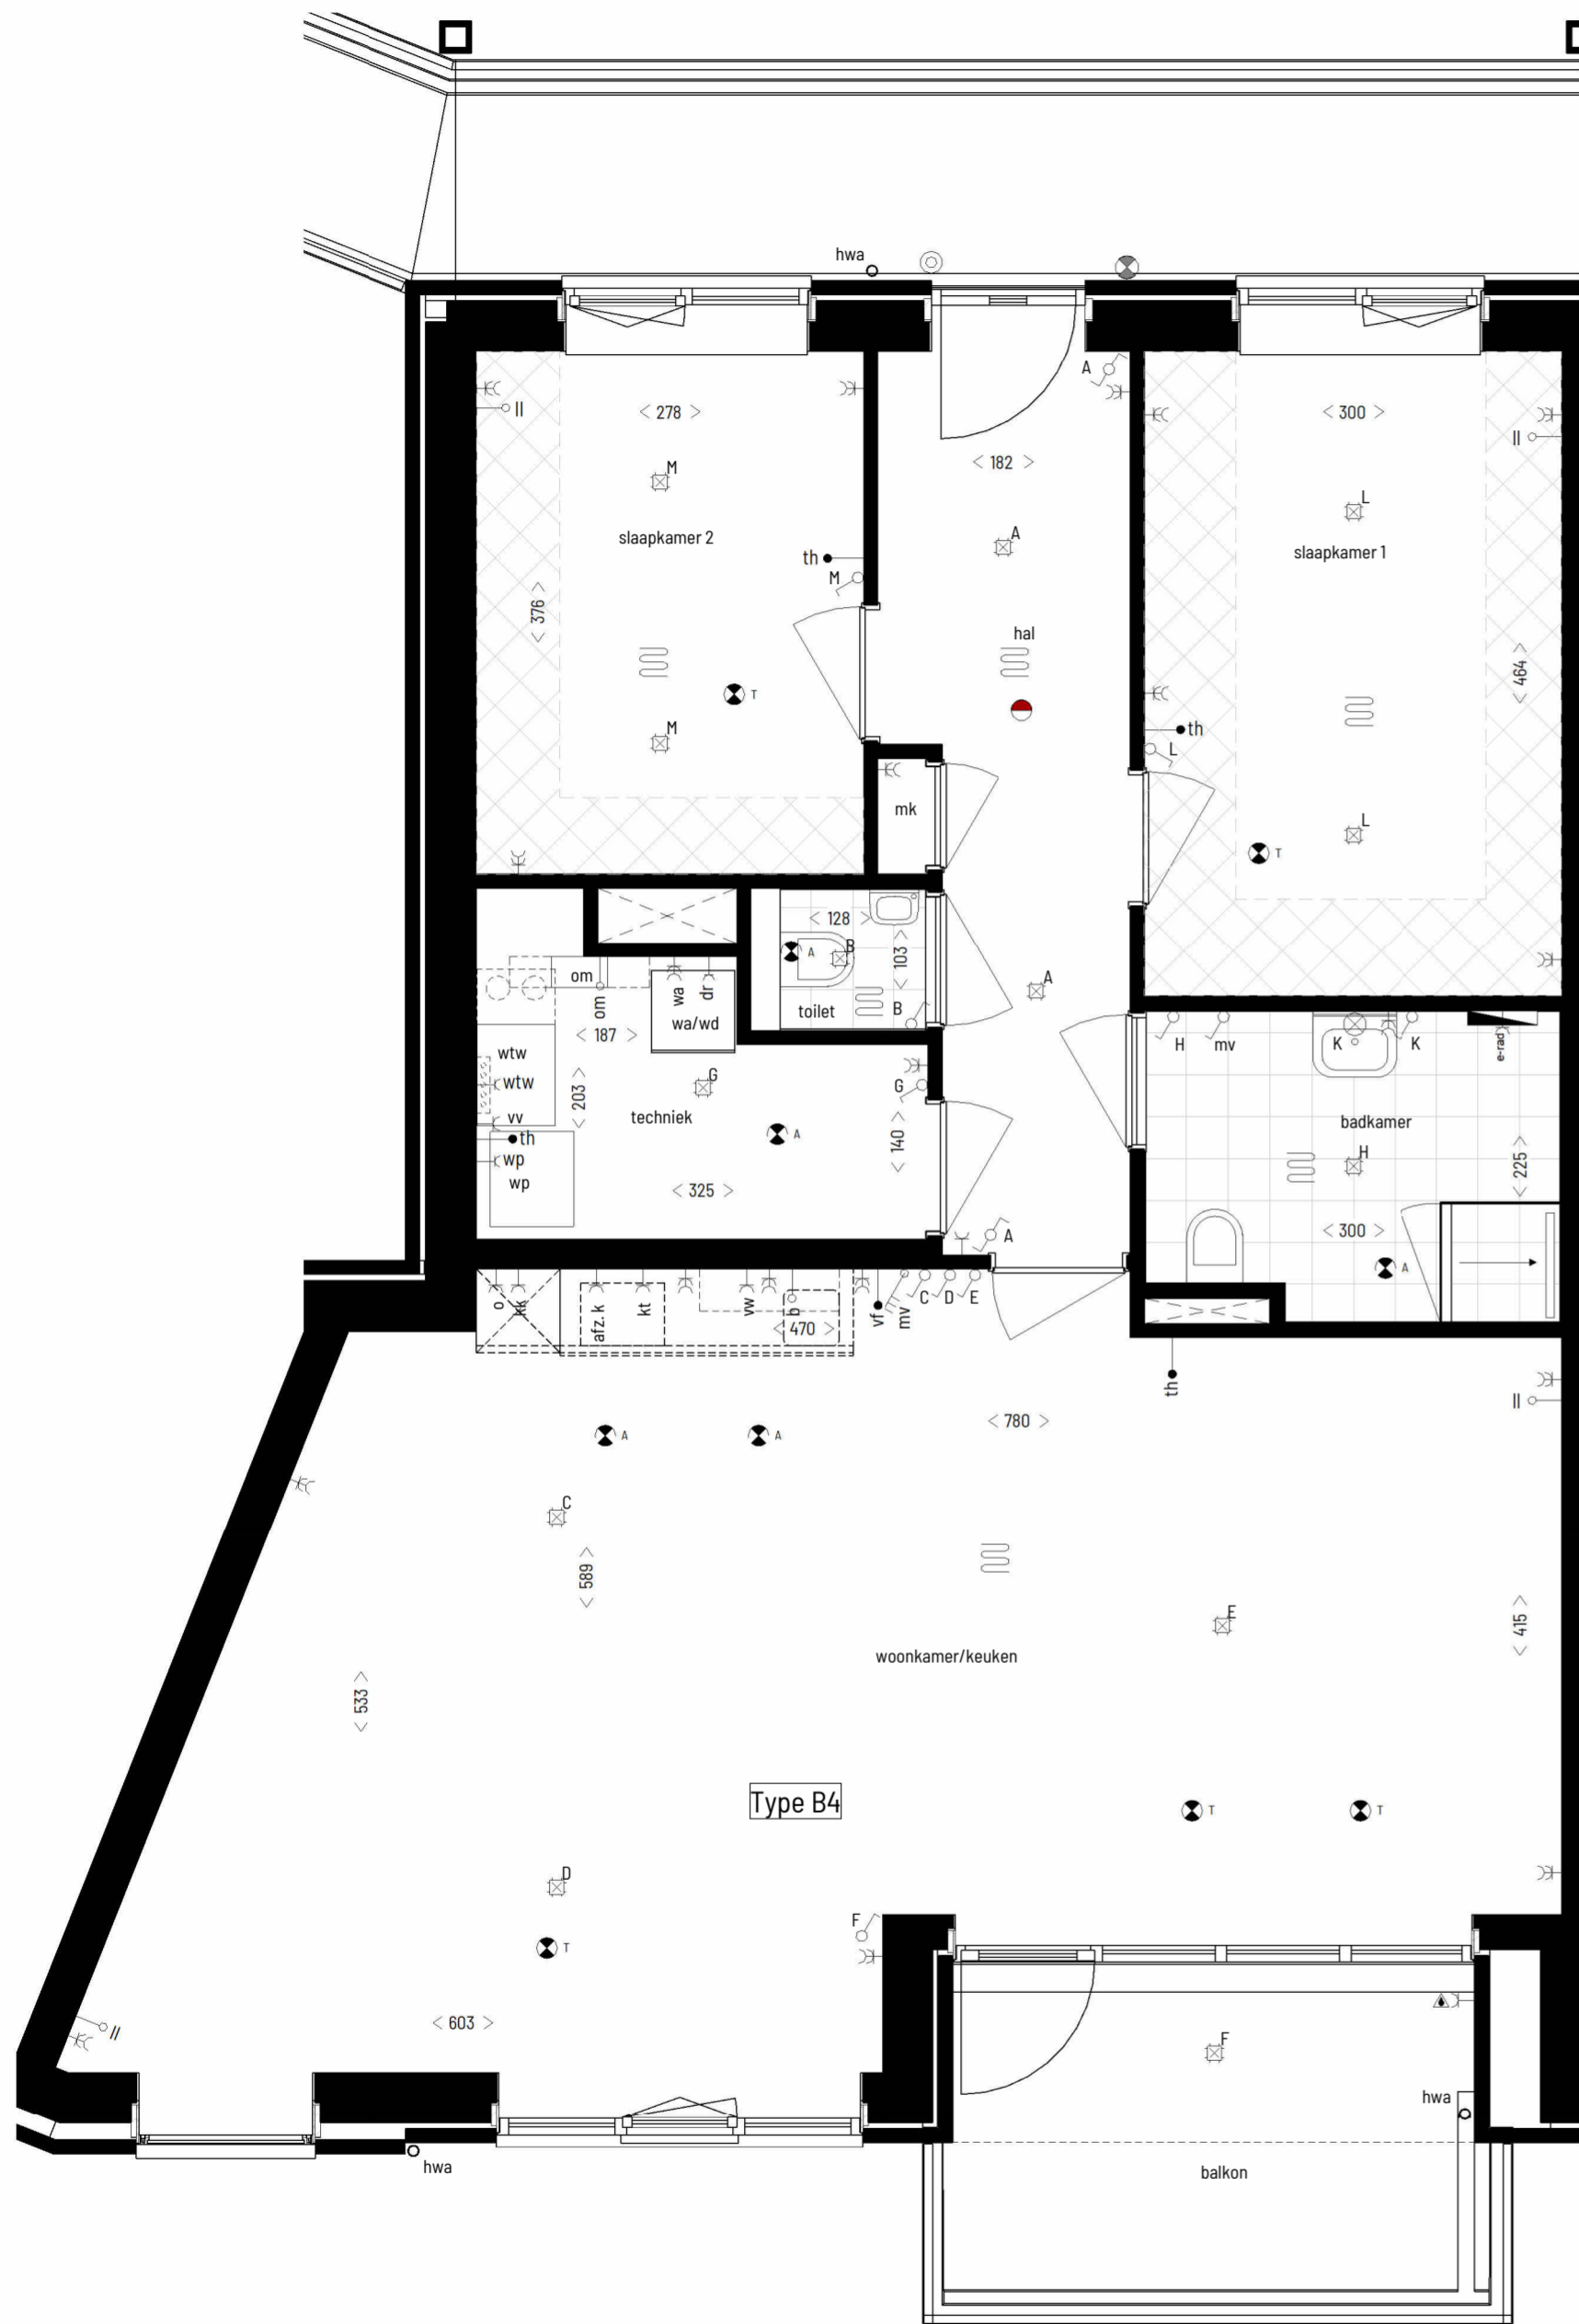 hwa
A
II
< 278 >
< 300 >
II
< 182 >
M
L
A
slaapkamer 2
slaapkamer 1
th
M
< 376 >
hal
< 464 >
T
M
th
L
mk
L
T
< 128 >
B
A
< 103 >
om
om
wa
dr
toilet
B
A
wa/wd
< 187 >
H
mv
K
K
e-rad
wtw
wtw
G
G
< 203 >
vv
techniek
badkamer
th
A
< 140 >
H
< 225 >
wp
wp
< 325 >
< 300 >
A
A
o
kk
afz. k
kt
vw
b
< 470 >
vf
mv
C
D
E
th
II
< 780 >
A
A
C
< 589 >
E
< 415 >
woonkamer/keuken
< 533 >
Type B4
T
T
D
F
T
//
< 603 >
F
hwa
hwa
balkon